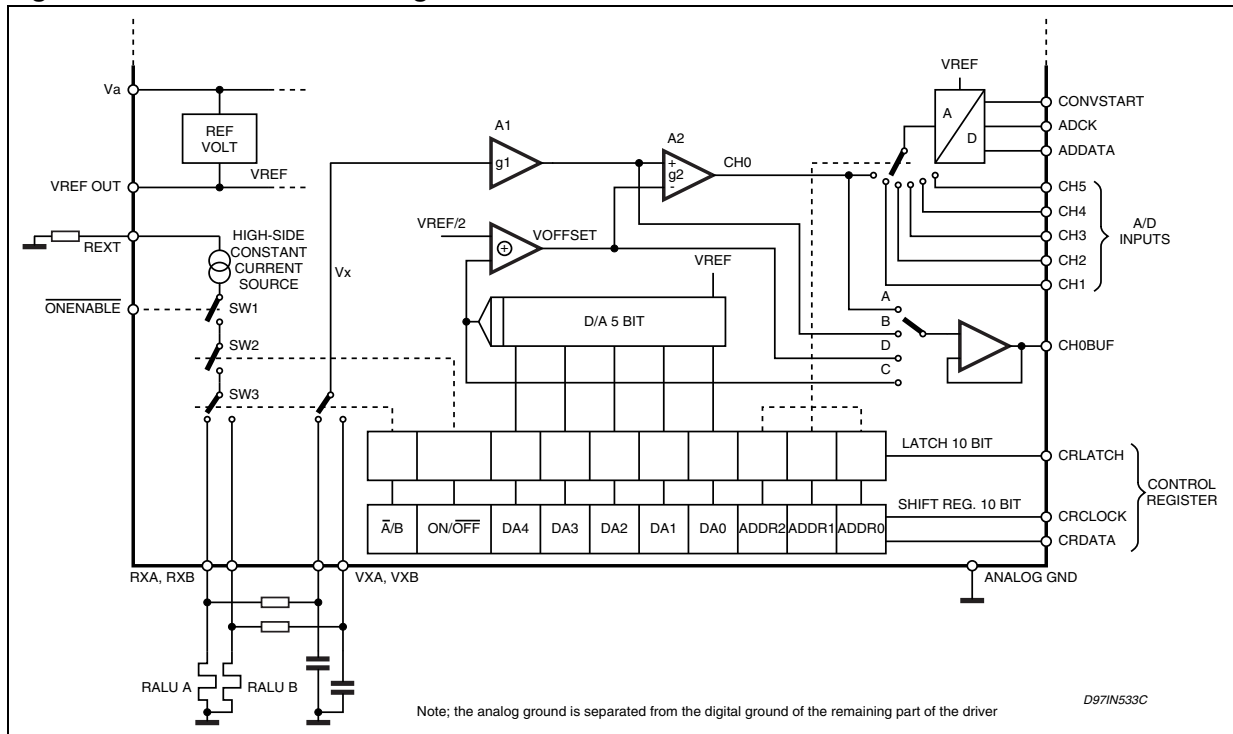 Va
REF
VOLT
VREF
VREF OUT
REXT
HIGH-SIDE
CONSTANT
CURRENT
SOURCE
ONENABLE
SW1
SW2
SW3
Vx
A1
g1
A2
+
g2
-
CH0
VREF/2
+
VOFFSET
VREF
D/A 5 BIT
VREF
A
D
CONVSTART
ADCK
ADDATA
CH5
CH4
CH3
CH2
CH1
A/D
INPUTS
A
B
D
C
CH0BUF
LATCH 10 BIT
CRLATCH
SHIFT REG. 10 BIT
CRCLOCK
CRDATA
CONTROL
REGISTER
A/B ON/OFF DA4 DA3 DA2 DA1 DA0 ADDR2 ADDR1 ADDR0
RXA, RXB
VXA, VXB
ANALOG GND
RALU A
RALU B
Note; the analog ground is separated from the digital ground of the remaining part of the driver
D97IN533C